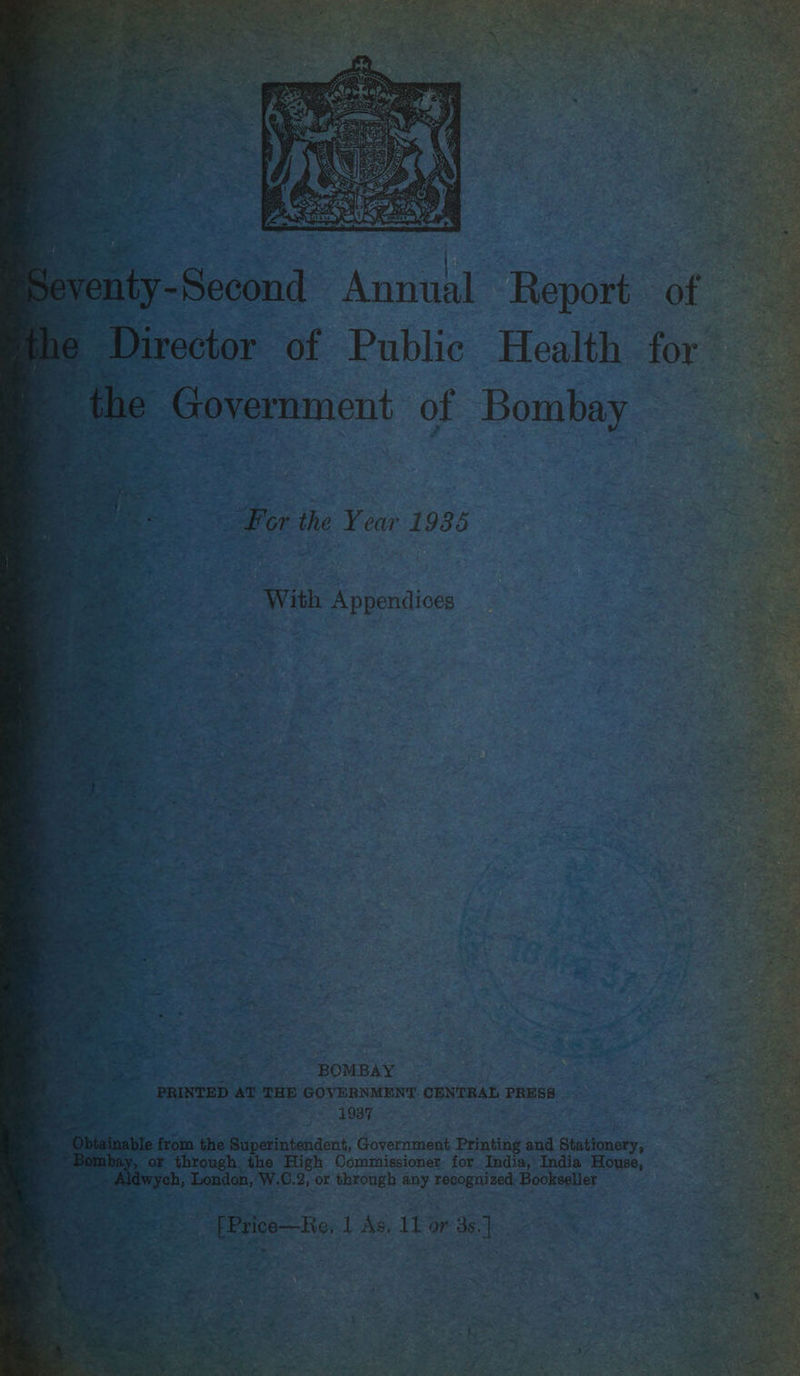 Seventy-Second Annual Report of
the Director of Public Health for
the Government of Bombay
For the Year 1935
With Appendices
10 APR 37
BOMBAY
PRINTED AT THE GOVERNMENT CENTRAL PRESS
1937
Obtainable from the Superintendent, Government Printing and Stationery,
Bombay, or through the High Commissioner for India, India House,
Aldwych, London, W.C.2, or through any recognized Bookseller
[Price—Re. 1 As. 11 or 3s.]